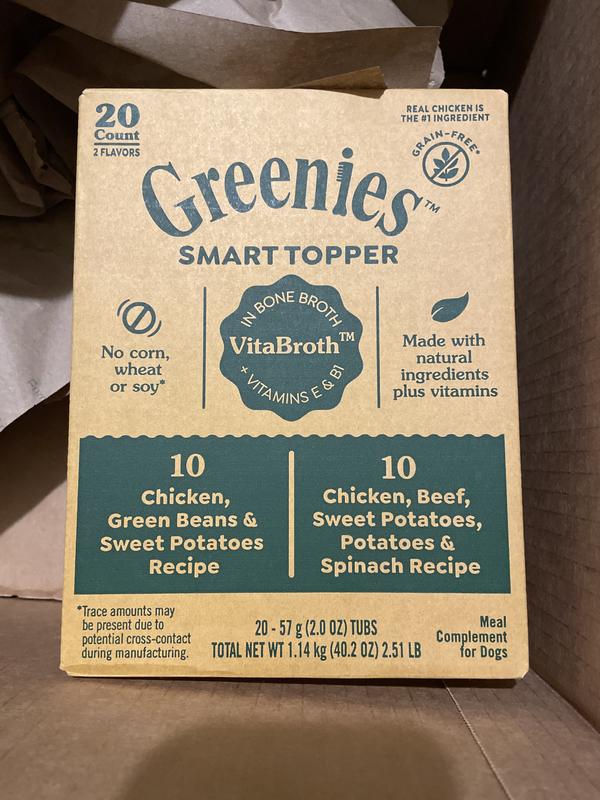 20
Count
2 FLAVORS
REAL CHICKEN IS
THE #1 INGREDIENT
GRAIN-FREE*
Greenies™
SMART TOPPER
No corn,
wheat
or soy*
IN BONE BROTH
VitaBroth™
+ VITAMINS E & B1
Made with
natural
ingredients
plus vitamins
10
Chicken,
Green Beans &
Sweet Potatoes
Recipe
10
Chicken, Beef,
Sweet Potatoes,
Potatoes &
Spinach Recipe
*Trace amounts may
be present due to
potential cross-contact
during manufacturing.
20 - 57 g (2.0 OZ) TUBS
TOTAL NET WT 1.14 kg (40.2 OZ) 2.51 LB
Meal
Complement
for Dogs